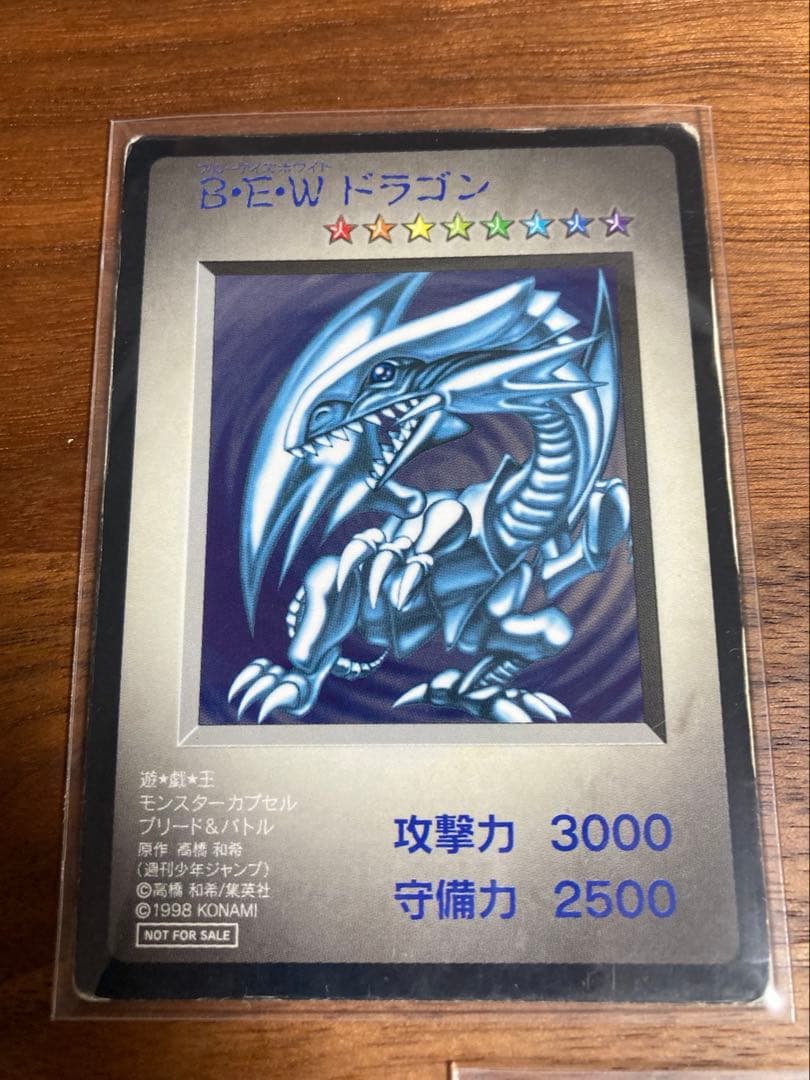 ブルーアイズホワイト
B・E・W ドラゴン
遊★戯★王
モンスターカプセル
ブリード&バトル
原作 高橋 和希
(週刊少年ジャンプ)
©高橋 和希/集英社
©1998 KONAMI
NOT FOR SALE
攻撃力 3000
守備力 2500